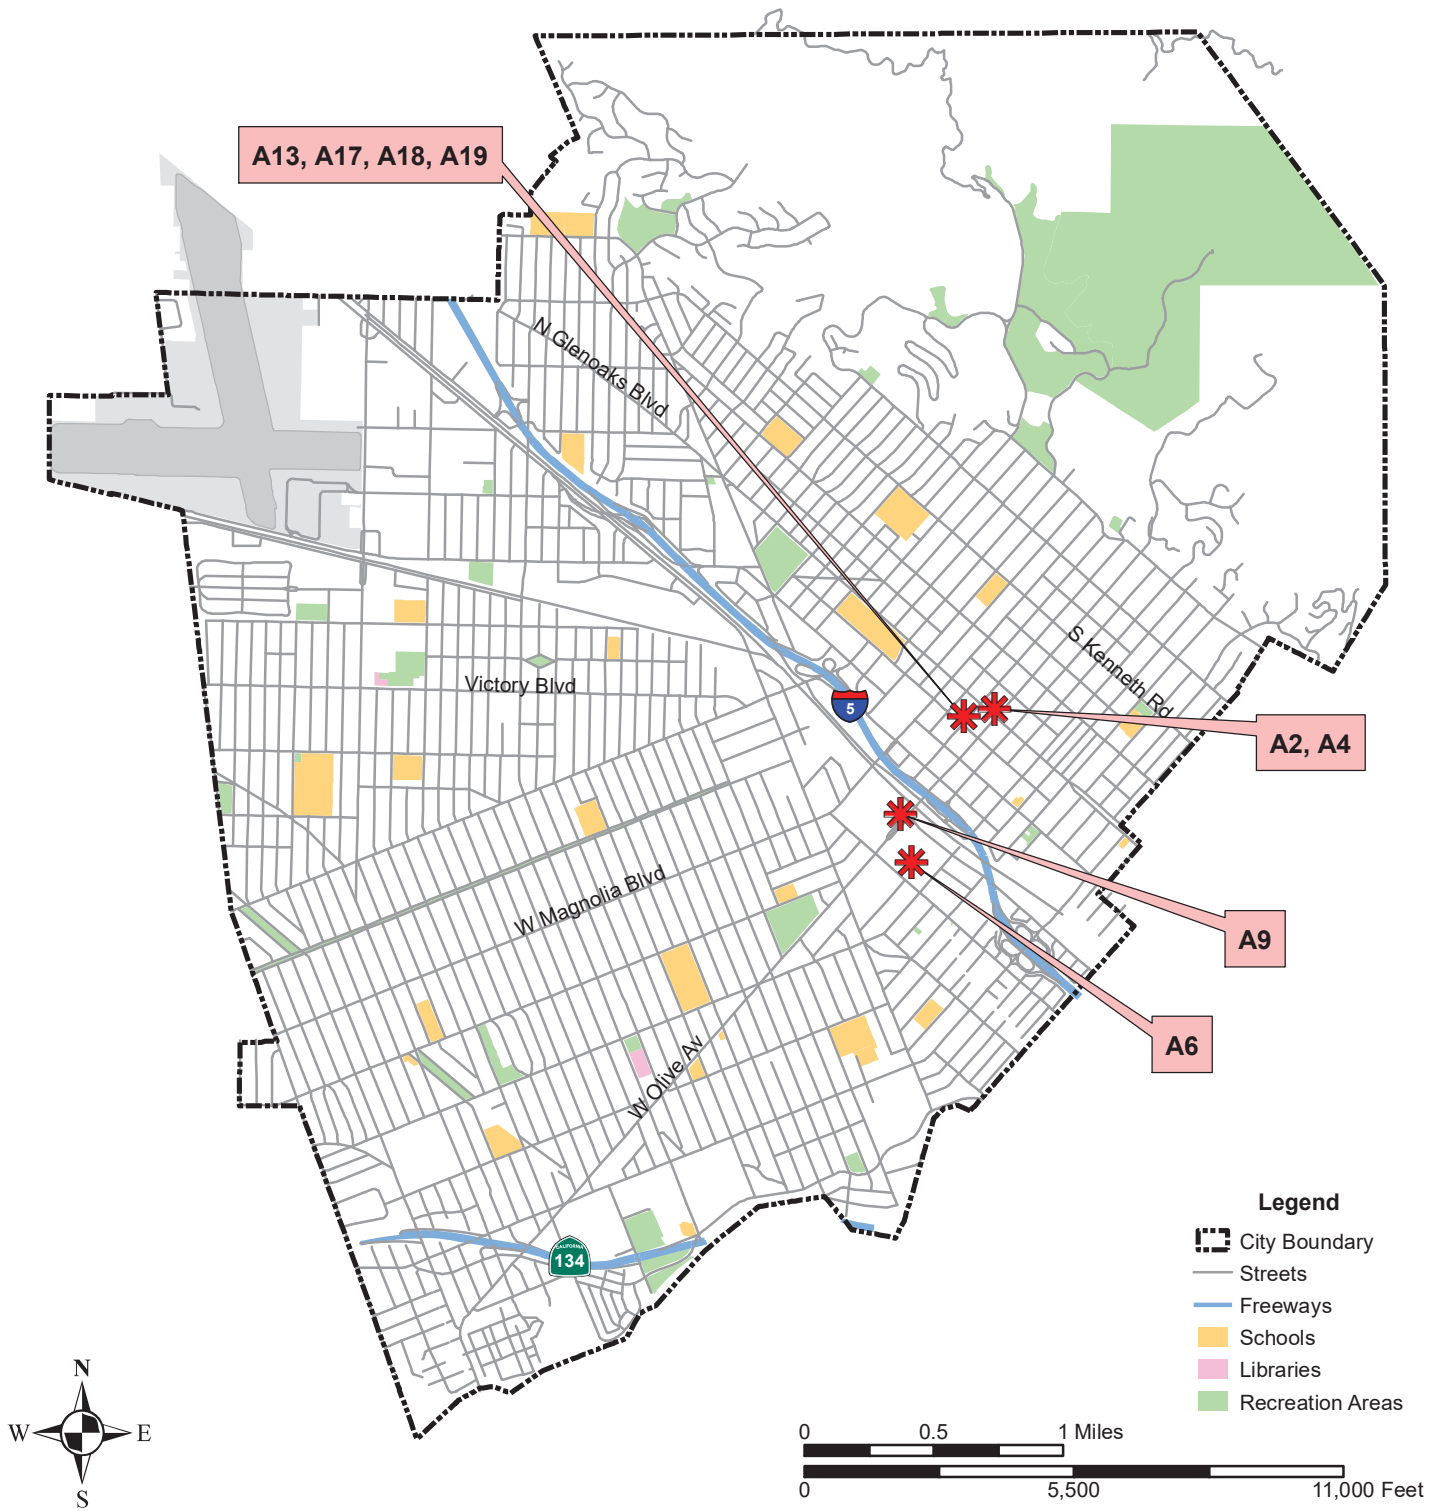 A13, A17, A18, A19
N Glenoaks Blvd
S Kenneth Rd
Victory Blvd
5
A2, A4
W Magnolia Blvd
A9
W Olive Av
A6
CALIFORNIA
134
Legend
City Boundary
Streets
Freeways
Schools
Libraries
Recreation Areas
N
W E
S
0 0.5 1 Miles
0 5,500 11,000 Feet